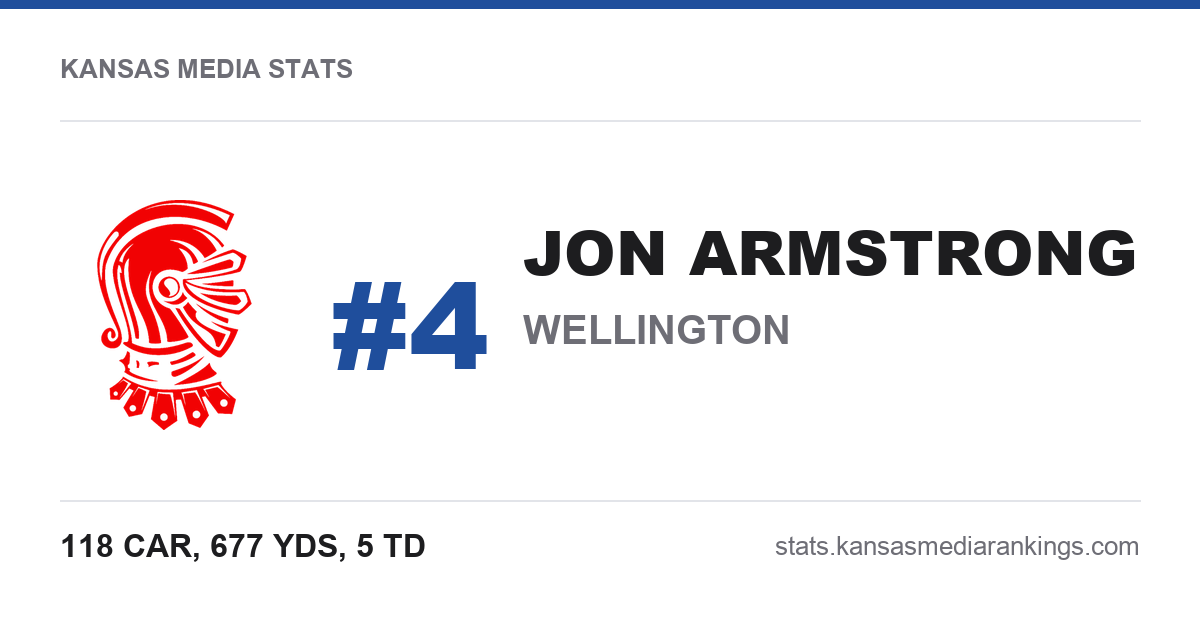 KANSAS MEDIA STATS
#4
JON ARMSTRONG
WELLINGTON
118 CAR, 677 YDS, 5 TD
stats.kansasmediarankings.com